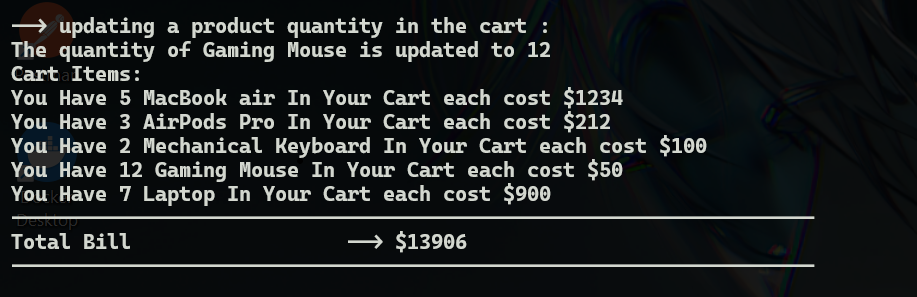 --> updating a product quantity in the cart :
The quantity of Gaming Mouse is updated to 12
Cart Items:
You Have 5 MacBook air In Your Cart each cost $1234
You Have 3 AirPods Pro In Your Cart each cost $212
You Have 2 Mechanical Keyboard In Your Cart each cost $100
You Have 12 Gaming Mouse In Your Cart each cost $50
You Have 7 Laptop In Your Cart each cost $900
Desktop
Total Bill --> $13906